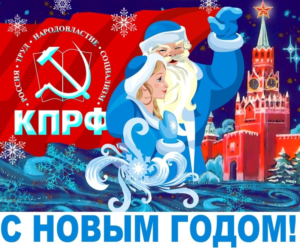 РОССИЯ • ТРУД • НАРОДОВЛАСТИЕ • СОЦИАЛИЗМ
КПРФ
С НОВЫМ ГОДОМ!